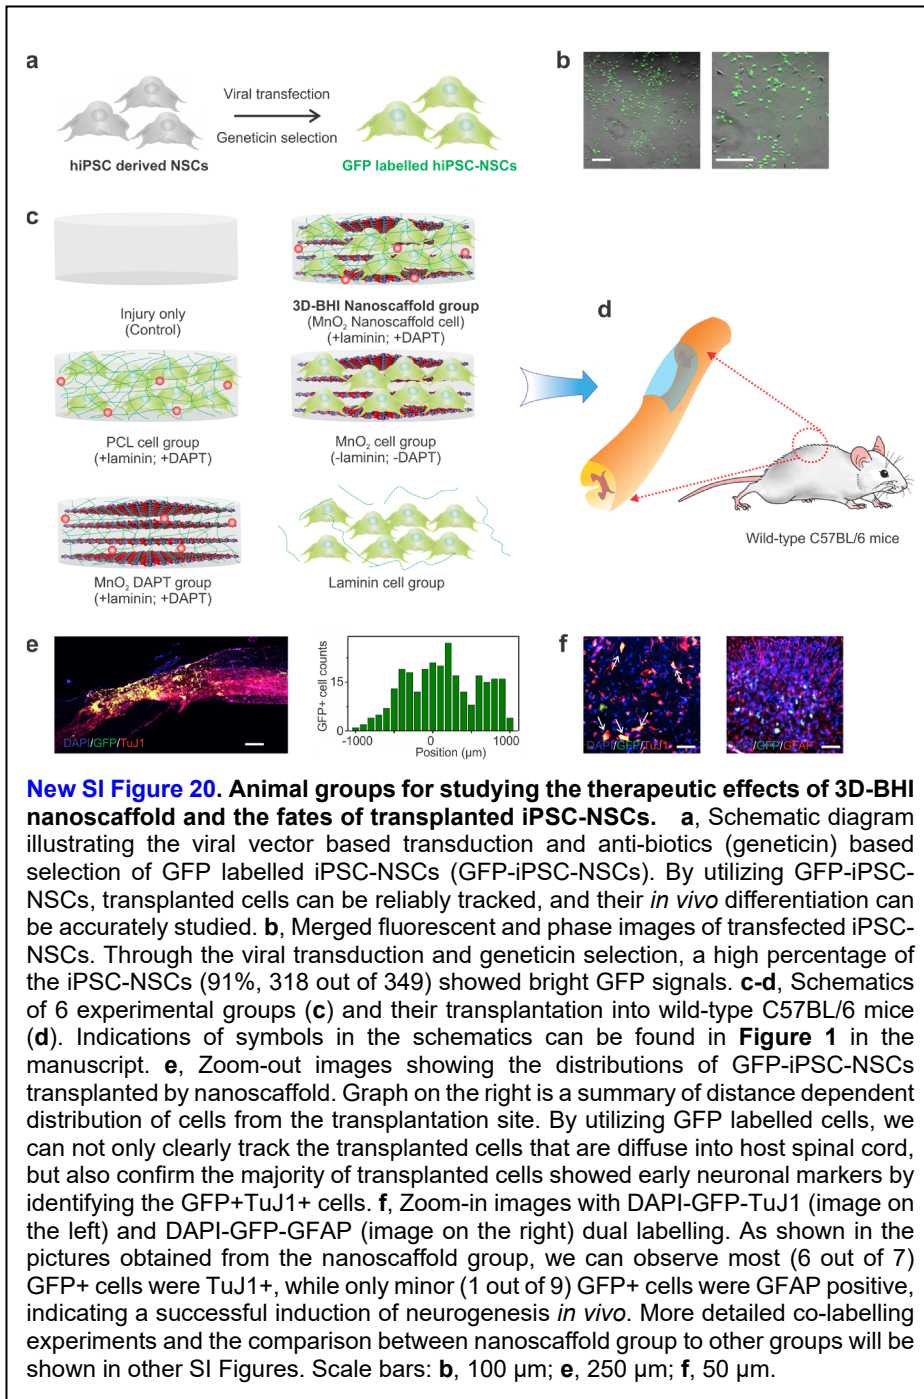 a
Viral transfection
Geneticin selection
hiPSC derived NSCs
GFP labelled hiPSC-NSCs
b
c
Injury only
(Control)
3D-BHI Nanoscaffold group
(MnO₂ Nanoscaffold cell)
(+laminin; +DAPT)
PCL cell group
(+laminin; +DAPT)
MnO₂ cell group
(-laminin; -DAPT)
MnO₂ DAPT group
(+laminin; +DAPT)
Laminin cell group
d
Wild-type C57BL/6 mice
e
DAPI/GFP/TuJ1
GFP+ cell counts
15
0
-1000
0
1000
Position (µm)
f
DAPI/GFP/TuJ1
DAPI/GFP/GFAP
New SI Figure 20. Animal groups for studying the therapeutic effects of 3D-BHI
nanoscaffold and the fates of transplanted iPSC-NSCs. a, Schematic diagram
illustrating the viral vector based transduction and anti-biotics (geneticin) based
selection of GFP labelled iPSC-NSCs (GFP-iPSC-NSCs). By utilizing GFP-iPSC-
NSCs, transplanted cells can be reliably tracked, and their in vivo differentiation can
be accurately studied. b, Merged fluorescent and phase images of transfected iPSC-
NSCs. Through the viral transduction and geneticin selection, a high percentage of
the iPSC-NSCs (91%, 318 out of 349) showed bright GFP signals. c-d, Schematics
of 6 experimental groups (c) and their transplantation into wild-type C57BL/6 mice
(d). Indications of symbols in the schematics can be found in Figure 1 in the
manuscript. e, Zoom-out images showing the distributions of GFP-iPSC-NSCs
transplanted by nanoscaffold. Graph on the right is a summary of distance dependent
distribution of cells from the transplantation site. By utilizing GFP labelled cells, we
can not only clearly track the transplanted cells that are diffuse into host spinal cord,
but also confirm the majority of transplanted cells showed early neuronal markers by
identifying the GFP+TuJ1+ cells. f, Zoom-in images with DAPI-GFP-TuJ1 (image on
the left) and DAPI-GFP-GFAP (image on the right) dual labelling. As shown in the
pictures obtained from the nanoscaffold group, we can observe most (6 out of 7)
GFP+ cells were TuJ1+, while only minor (1 out of 9) GFP+ cells were GFAP positive,
indicating a successful induction of neurogenesis in vivo. More detailed co-labelling
experiments and the comparison between nanoscaffold group to other groups will be
shown in other SI Figures. Scale bars: b, 100 µm; e, 250 µm; f, 50 µm.